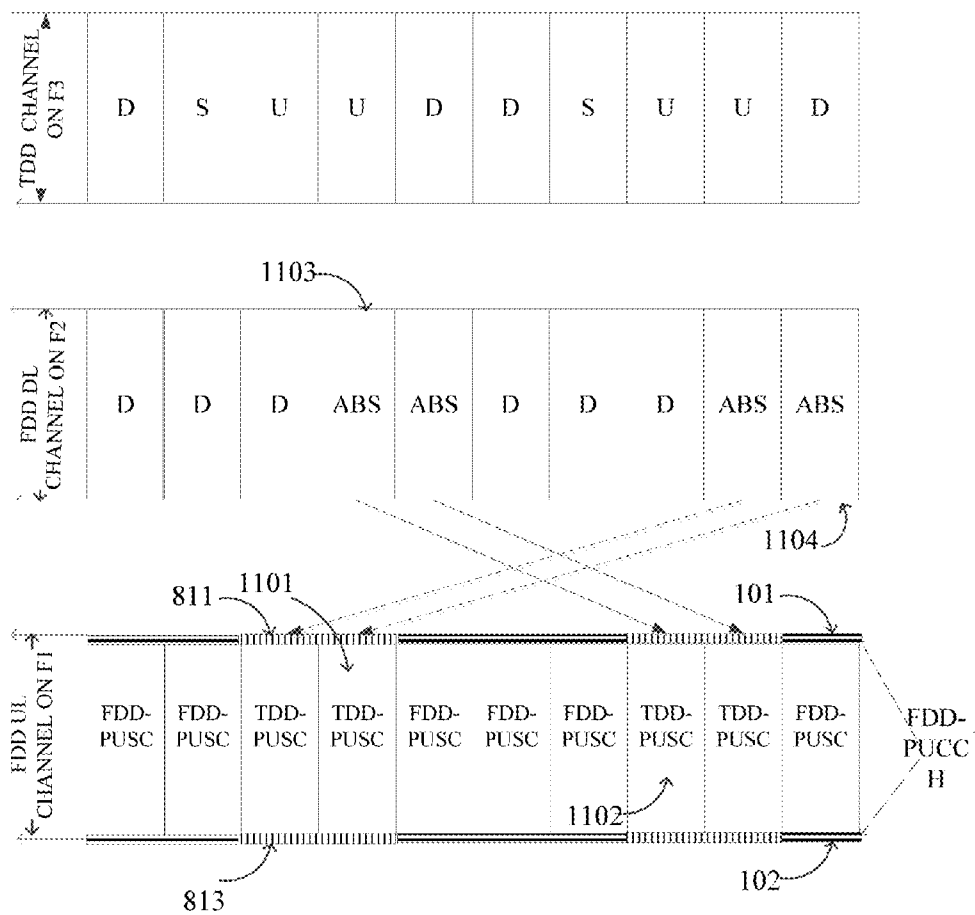 TDD CHANNEL
ON F3
D S U U D D S U U D
1103
FDD DL
CHANNEL ON F2
D D D ABS ABS D D D ABS ABS
1104
1101
811
101
FDD UL
CHANNEL ON F1
FDD- FDD- TDD- TDD- FDD- FDD- FDD- TDD- TDD- FDD-
PUSC PUSC PUSC PUSC PUSC PUSC PUSC PUSC PUSC PUSC
FDD-
PUCC
H
1102
813
102